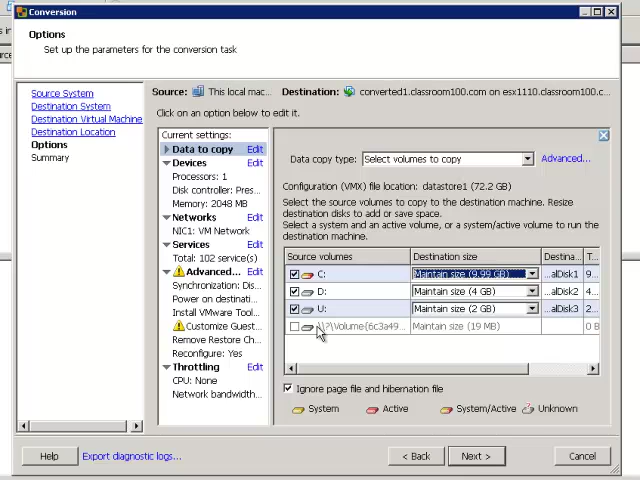 Conversion
Options
Set up the parameters for the conversion task
Source System
Destination System
Destination Virtual Machine
Destination Location
Options
Summary
Source: This local mac... Destination: converted1.classroom100.com on esx1110.classroom100.c...
Click on an option below to edit it.
Current settings:
Data to copy Edit
Devices Edit
Processors: 1
Disk controller: Pres...
Memory: 2048 MB
Networks Edit
NIC1: VM Network
Services Edit
Total: 102 service(s)
Advanced... Edit
Synchronization: Dis...
Power on destinati...
Install VMware Tool...
Customize Guest...
Remove Restore Ch...
Reconfigure: Yes
Throttling Edit
CPU: None
Network bandwidth...
Data copy type: Select volumes to copy Advanced...
Configuration (VMX) file location: datastore1 (72.2 GB)
Select the source volumes to copy to the destination machine. Resize
destination disks to add or save space.
Select a system and an active volume, or a system/active volume to run the
destination machine.
Source volumes Destination size Destina... T...
C: Maintain size (9.99 GB) ...alDisk1 9...
D: Maintain size (4 GB) ...alDisk2 4...
U: Maintain size (2 GB) ...alDisk3 2...
\\?\Volume{6c3a49... Maintain size (19 MB) 0 B
Ignore page file and hibernation file
System Active System/Active Unknown
Help Export diagnostic logs... < Back Next > Cancel